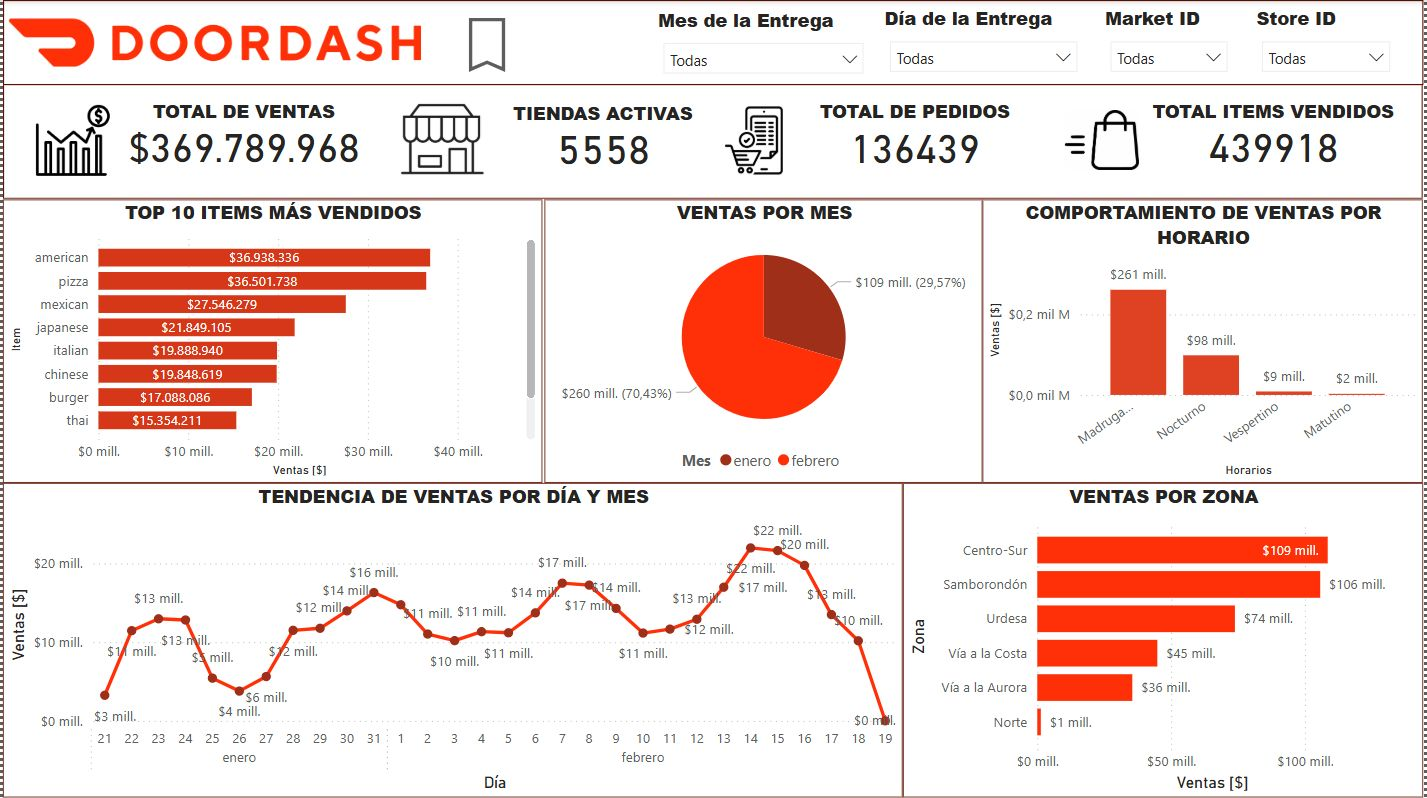 DOORDASH
Mes de la Entrega
Todas
Día de la Entrega
Todas
Market ID
Todas
Store ID
Todas
TOTAL DE VENTAS
$369.789.968
TIENDAS ACTIVAS
5558
TOTAL DE PEDIDOS
136439
TOTAL ITEMS VENDIDOS
439918
TOP 10 ITEMS MÁS VENDIDOS
Item
american $36.938.336
pizza $36.501.738
mexican $27.546.279
japanese $21.849.105
italian $19.888.940
chinese $19.848.619
burger $17.088.086
thai $15.354.211
$0 mill. $10 mill. $20 mill. $30 mill. $40 mill.
Ventas [$]
VENTAS POR MES
$109 mill. (29,57%)
$260 mill. (70,43%)
Mes enero febrero
COMPORTAMIENTO DE VENTAS POR
HORARIO
Ventas [$]
$0,2 mil M
$0,0 mil M
$261 mill.
$98 mill.
$9 mill.
$2 mill.
Madruga...
Nocturno
Vespertino
Matutino
Horarios
TENDENCIA DE VENTAS POR DÍA Y MES
Ventas [$]
$20 mill.
$10 mill.
$0 mill.
$3 mill.
$11 mill.
$13 mill.
$13 mill.
$5 mill.
$4 mill.
$6 mill.
$12 mill.
$12 mill.
$14 mill.
$16 mill.
$11 mill.
$10 mill.
$11 mill.
$11 mill.
$14 mill.
$17 mill.
$17 mill.
$14 mill.
$11 mill.
$13 mill.
$12 mill.
$22 mill.
$22 mill.
$17 mill.
$20 mill.
$13 mill.
$10 mill.
$0 mill.
21 22 23 24 25 26 27 28 29 30 31 1 2 3 4 5 6 7 8 9 10 11 12 13 14 15 16 17 18 19
enero febrero
Día
VENTAS POR ZONA
Zona
Centro-Sur $109 mill.
Samborondón $106 mill.
Urdesa $74 mill.
Vía a la Costa $45 mill.
Vía a la Aurora $36 mill.
Norte $1 mill.
$0 mill. $50 mill. $100 mill.
Ventas [$]